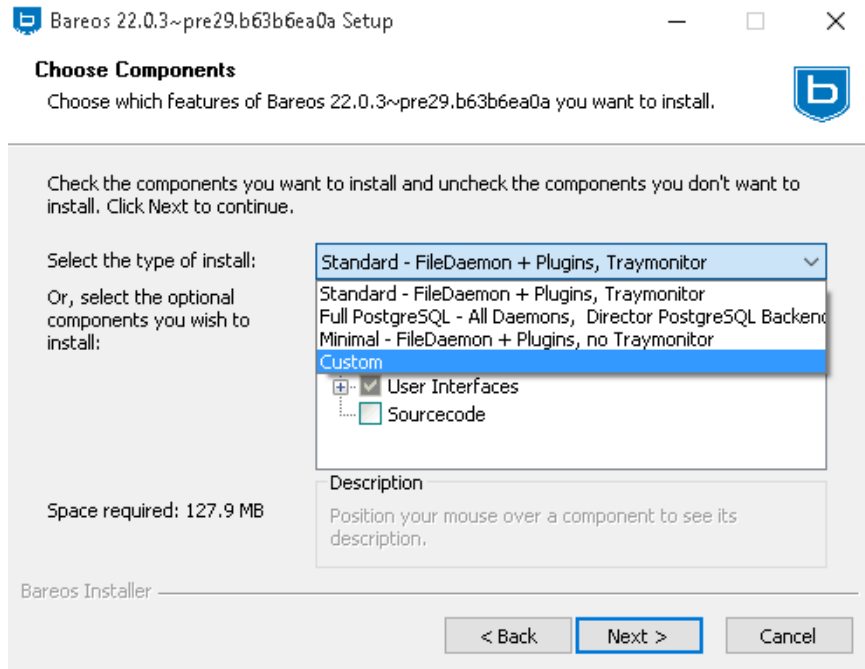 Bareos 22.0.3~pre29.b63b6ea0a Setup
Choose Components
Choose which features of Bareos 22.0.3~pre29.b63b6ea0a you want to install.
Check the components you want to install and uncheck the components you don't want to
install. Click Next to continue.
Select the type of install:
Standard - FileDaemon + Plugins, Traymonitor
Or, select the optional
components you wish to
install:
Standard - FileDaemon + Plugins, Traymonitor
Full PostgreSQL - All Daemons, Director PostgreSQL Backend
Minimal - FileDaemon + Plugins, no Traymonitor
Custom
User Interfaces
Sourcecode
Space required: 127.9 MB
Description
Position your mouse over a component to see its
description.
Bareos Installer
< Back
Next >
Cancel